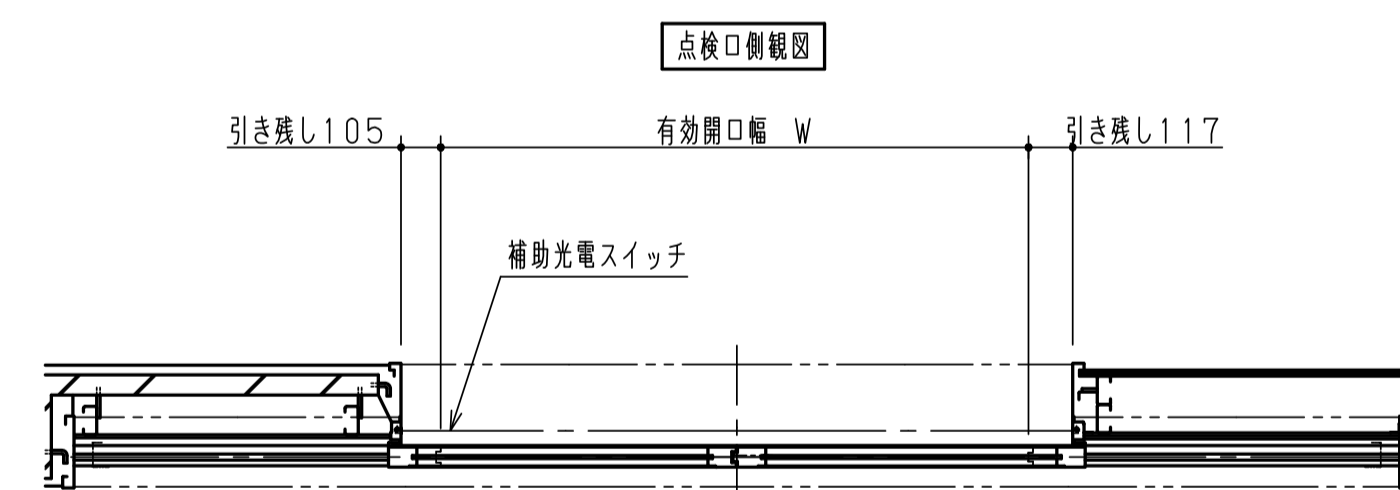 点検口側観図
引き残し１０５
有効開口幅　Ｗ
引き残し１１７
補助光電スイッチ